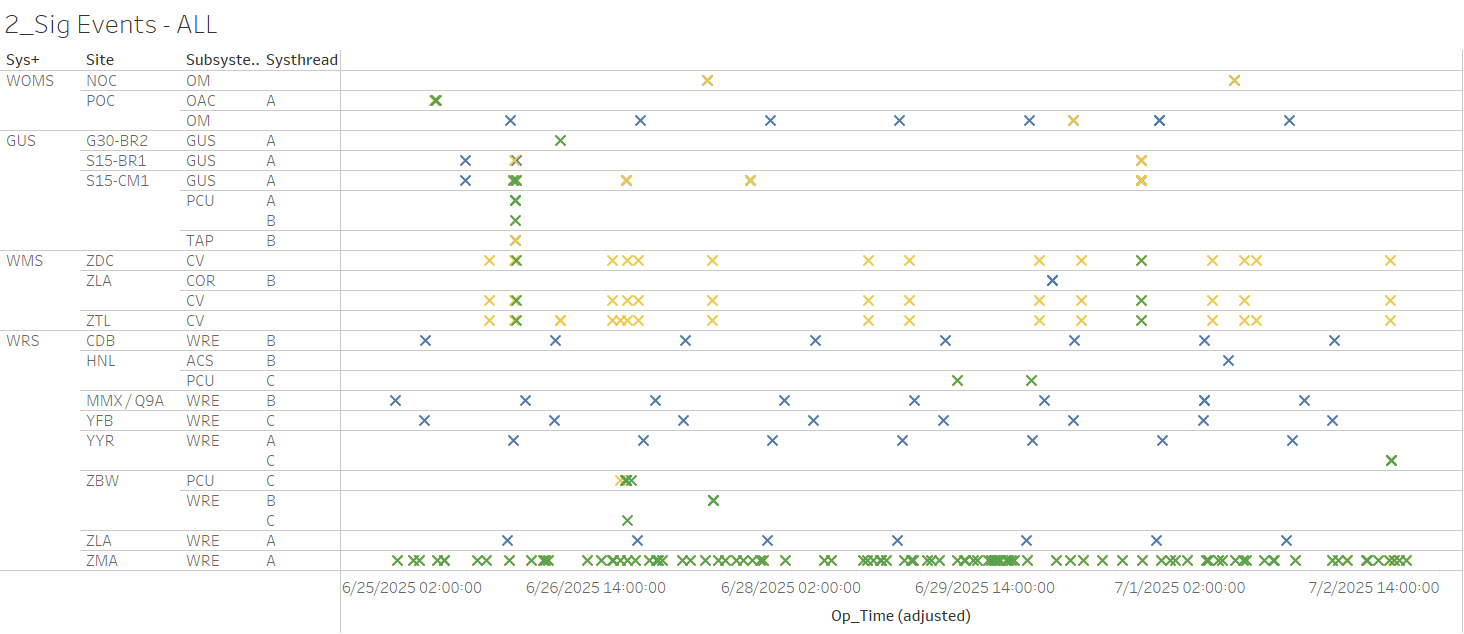 2_Sig Events - ALL
Sys+ Site Subsyste.. Systhread
WOMS NOC OM
POC OAC A
OM
GUS G30-BR2 GUS A
S15-BR1 GUS A
S15-CM1 GUS A
PCU A
B
TAP B
WMS ZDC CV
ZLA COR B
CV
ZTL CV
WRS CDB WRE B
HNL ACS B
PCU C
MMX / Q9A WRE B
YFB WRE C
YYR WRE A
C
ZBW PCU C
WRE B
C
ZLA WRE A
ZMA WRE A
6/25/2025 02:00:00 6/26/2025 14:00:00 6/28/2025 02:00:00 6/29/2025 14:00:00 7/1/2025 02:00:00 7/2/2025 14:00:00
Op_Time (adjusted)